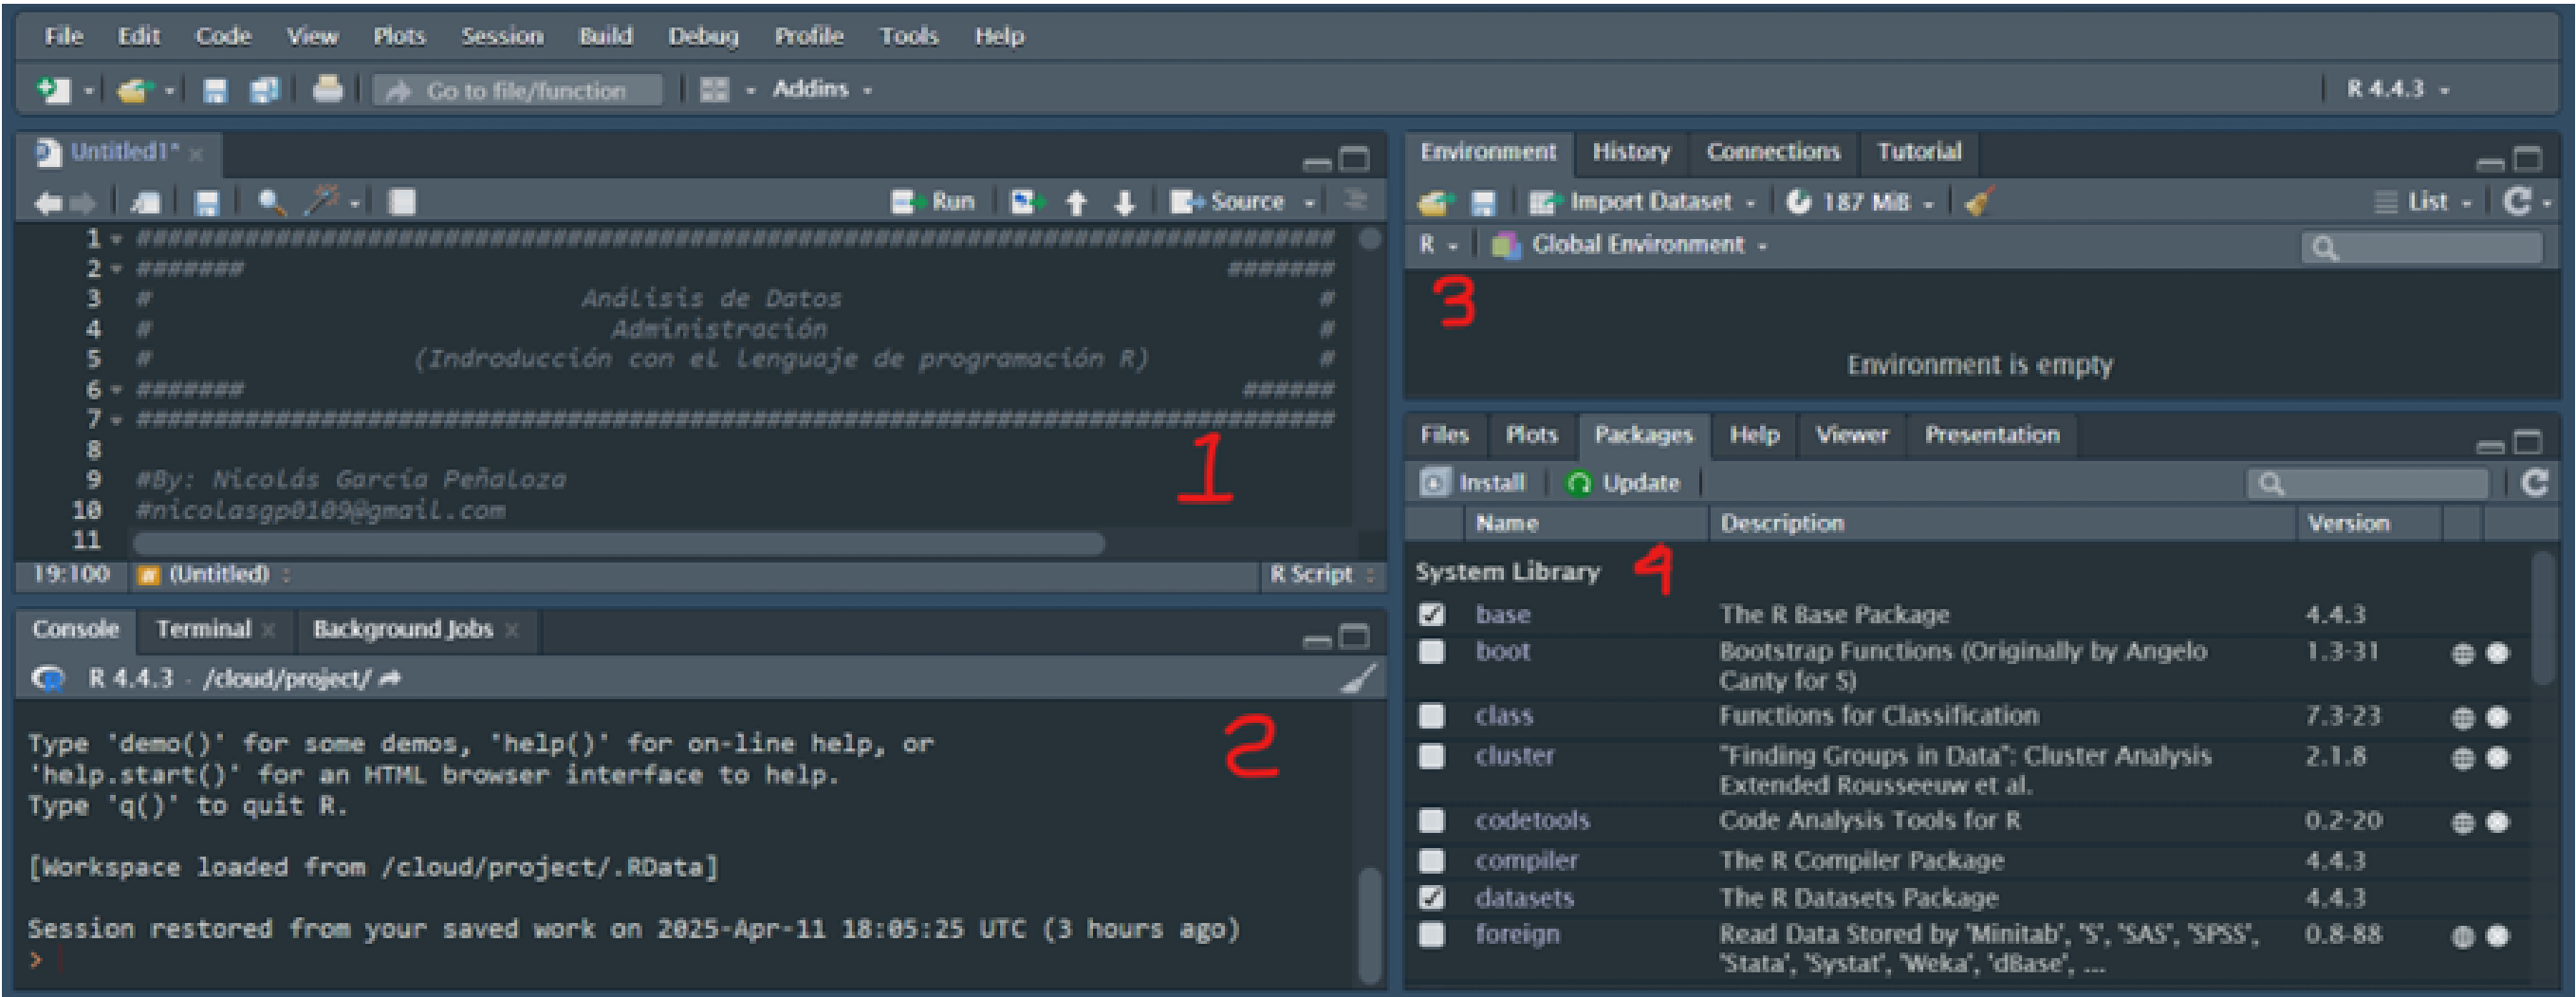 File Edit Code View Plots Session Build Debug Profile Tools Help
Go to file/function Addins R 4.4.3
Untitled1*
Run Source
1 ##############################################################################
2 ####### #######
3 # Análisis de Datos #
4 # Administración #
5 # (Indroducción con el lenguaje de programación R) #
6 ####### ######
7 ##############################################################################
8
9 #By: Nicolás García Peñaloza
10 #nicolasgp0109@gmail.com
11
1
19:100 # (Untitled) R Script
Console Terminal Background Jobs
R 4.4.3 · /cloud/project/
2
Type 'demo()' for some demos, 'help()' for on-line help, or
'help.start()' for an HTML browser interface to help.
Type 'q()' to quit R.
[Workspace loaded from /cloud/project/.RData]
Session restored from your saved work on 2025-Apr-11 18:05:25 UTC (3 hours ago)
>
Environment History Connections Tutorial
Import Dataset 187 MiB List
R Global Environment
3
Environment is empty
Files Plots Packages Help Viewer Presentation
Install Update
Name Description Version
System Library 4
base The R Base Package 4.4.3
boot Bootstrap Functions (Originally by Angelo 1.3-31
Canty for S)
class Functions for Classification 7.3-23
cluster "Finding Groups in Data": Cluster Analysis 2.1.8
Extended Rousseeuw et al.
codetools Code Analysis Tools for R 0.2-20
compiler The R Compiler Package 4.4.3
datasets The R Datasets Package 4.4.3
foreign Read Data Stored by 'Minitab', 'S', 'SAS', 'SPSS', 0.8-88
'Stata', 'Systat', 'Weka', 'dBase', ...